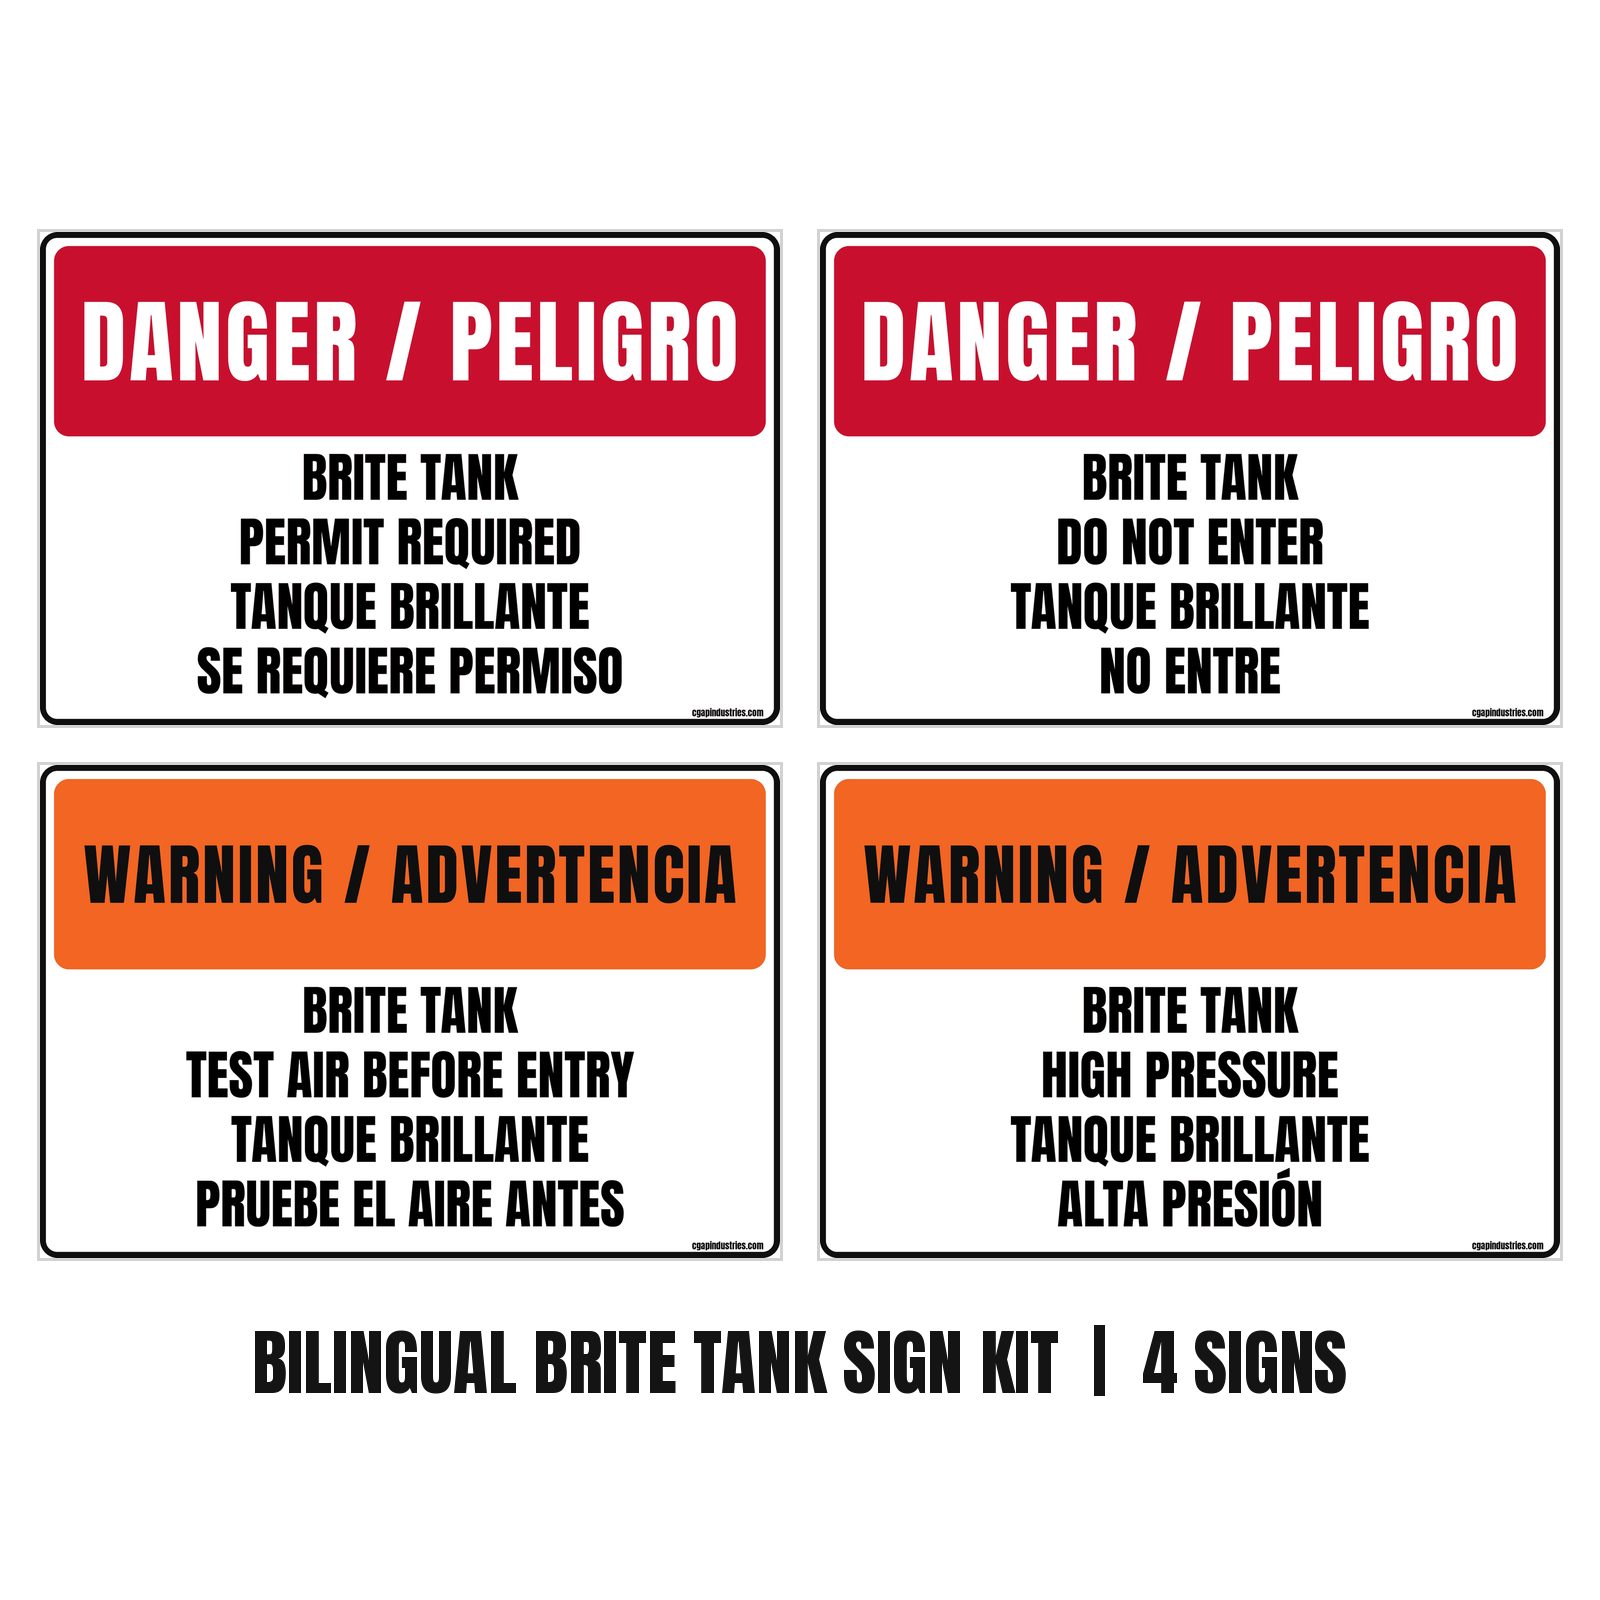 DANGER / PELIGRO
BRITE TANK
PERMIT REQUIRED
TANQUE BRILLANTE
SE REQUIERE PERMISO
cgapindustries.com
DANGER / PELIGRO
BRITE TANK
DO NOT ENTER
TANQUE BRILLANTE
NO ENTRE
cgapindustries.com
WARNING / ADVERTENCIA
BRITE TANK
TEST AIR BEFORE ENTRY
TANQUE BRILLANTE
PRUEBE EL AIRE ANTES
cgapindustries.com
WARNING / ADVERTENCIA
BRITE TANK
HIGH PRESSURE
TANQUE BRILLANTE
ALTA PRESIÓN
cgapindustries.com
BILINGUAL BRITE TANK SIGN KIT | 4 SIGNS